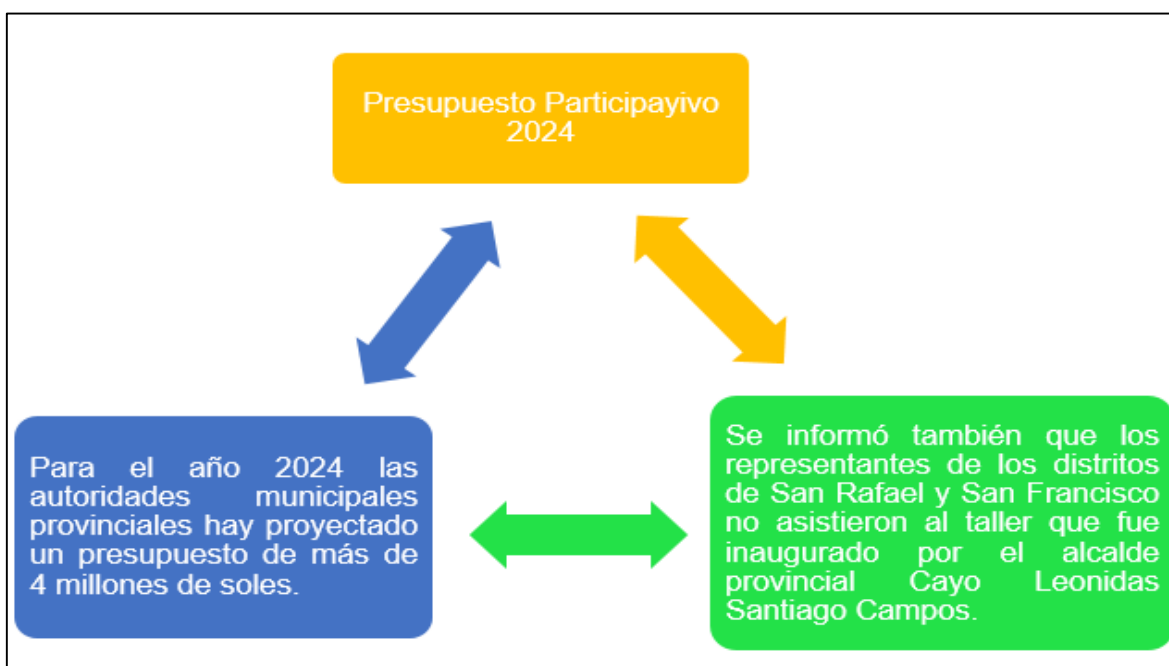 Presupuesto Participayivo
2024
Para el año 2024 las
autoridades municipales
provinciales hay proyectado
un presupuesto de más de
4 millones de soles.
Se informó también que los
representantes de los distritos
de San Rafael y San Francisco
no asistieron al taller que fue
inaugurado por el alcalde
provincial Cayo Leonidas
Santiago Campos.